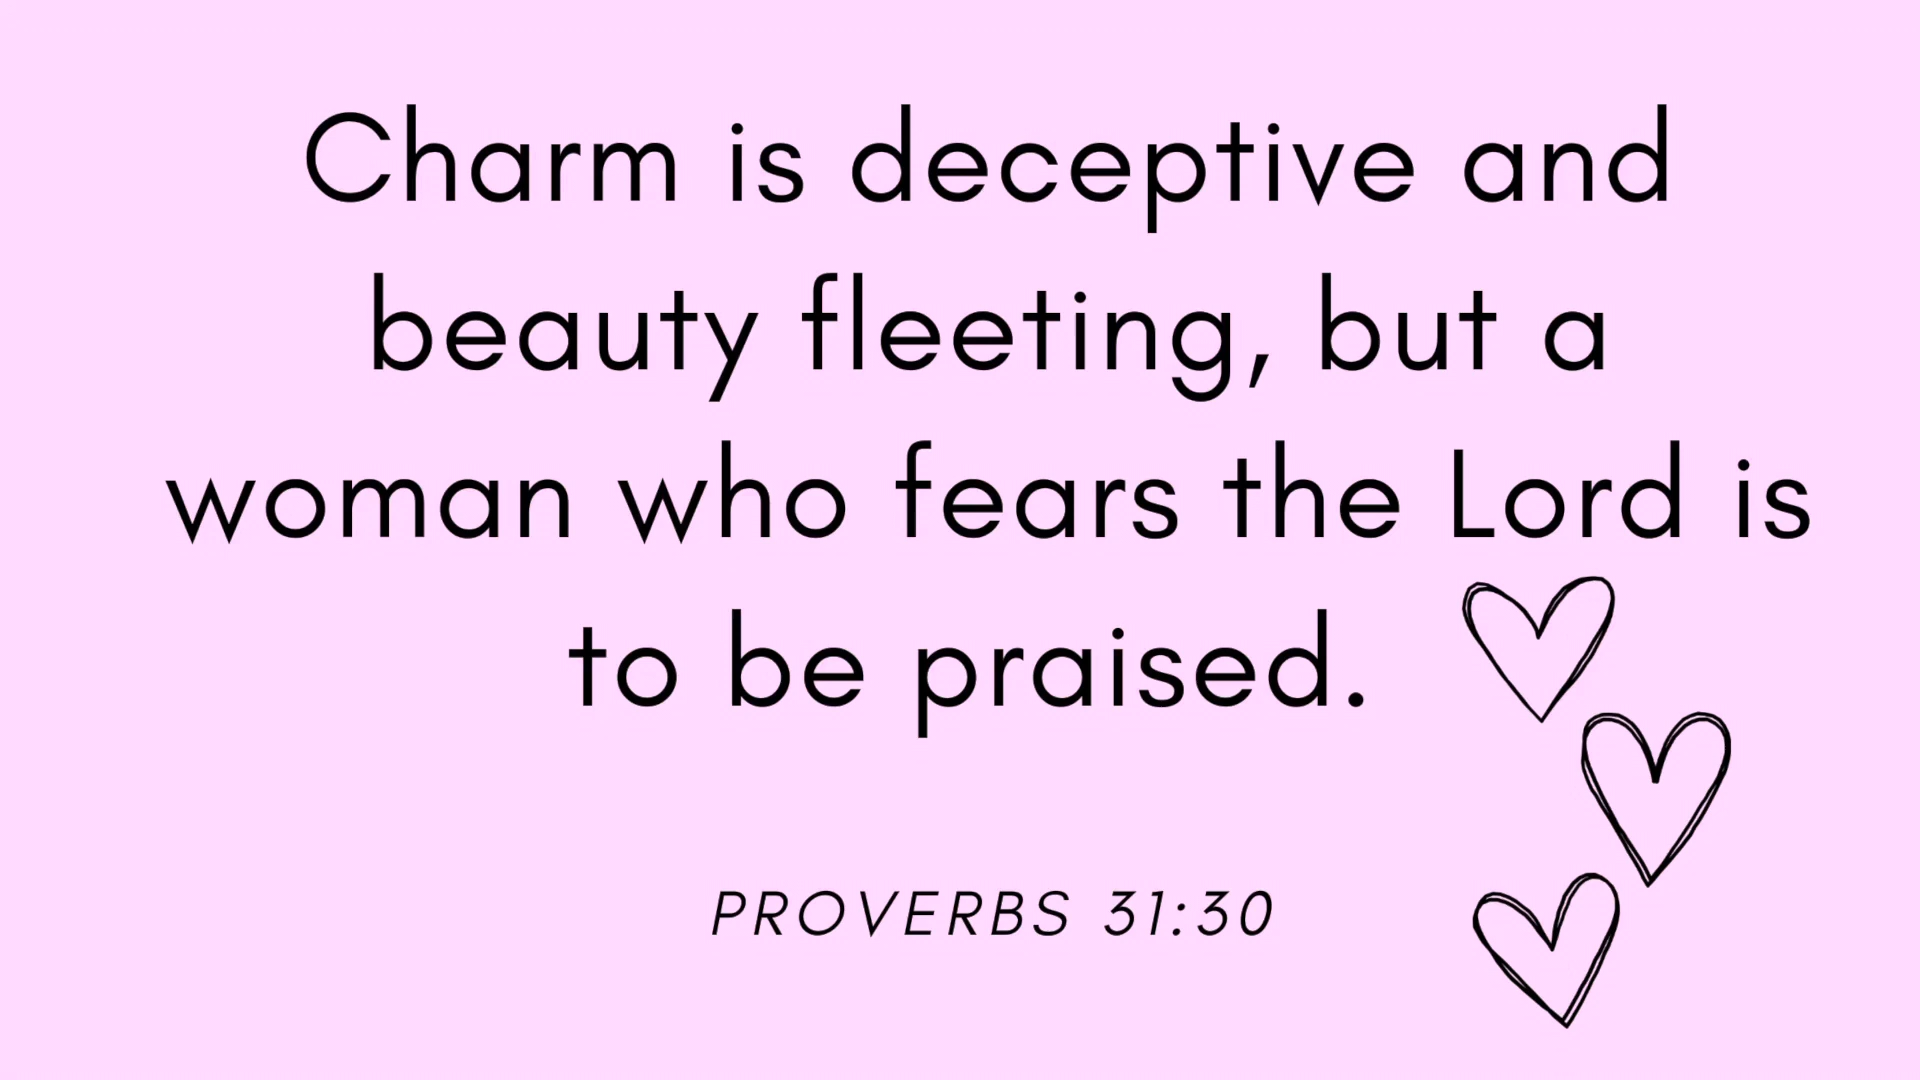 Charm is deceptive and
beauty fleeting, but a
woman who fears the Lord is
to be praised.
PROVERBS 31:30